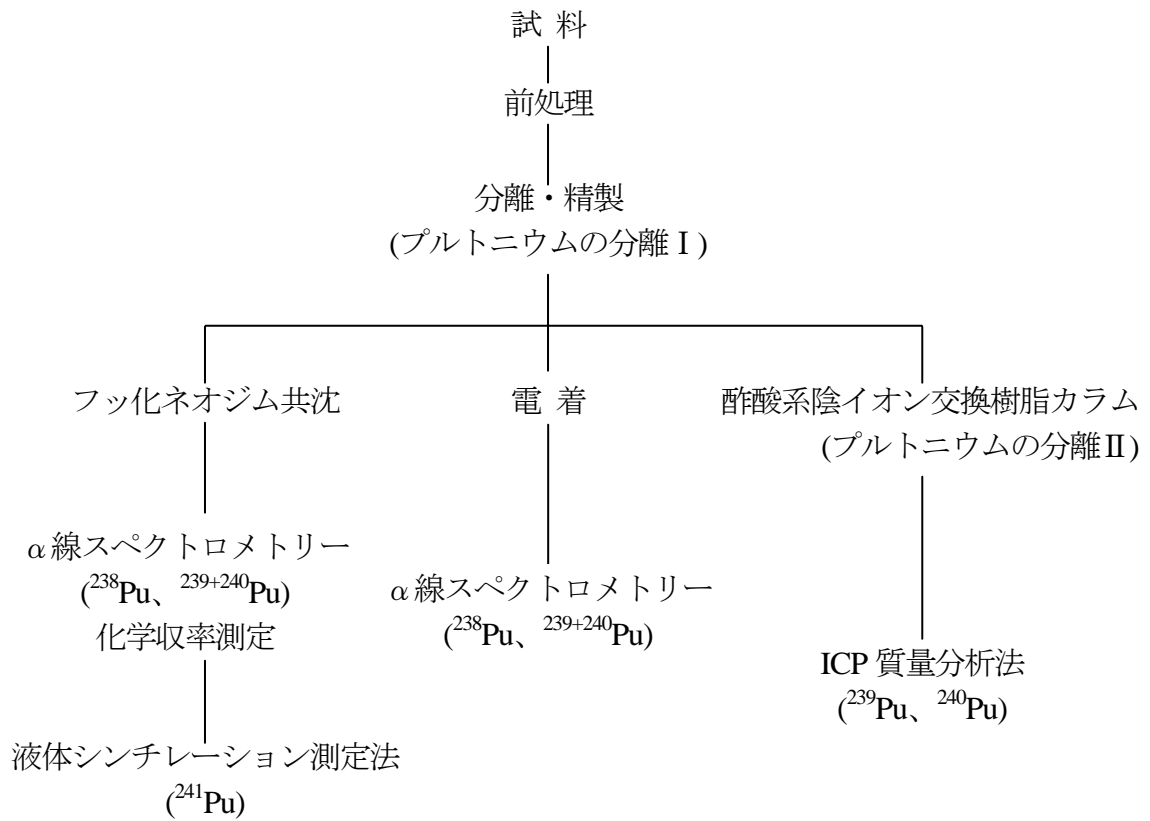 試 料
前処理
分離・精製
(プルトニウムの分離Ⅰ)
フッ化ネオジム共沈
電 着
酢酸系陰イオン交換樹脂カラム
(プルトニウムの分離Ⅱ)
α線スペクトロメトリー
(²³⁸Pu、²³⁹⁺²⁴⁰Pu)
化学収率測定
α線スペクトロメトリー
(²³⁸Pu、²³⁹⁺²⁴⁰Pu)
ICP 質量分析法
(²³⁹Pu、²⁴⁰Pu)
液体シンチレーション測定法
(²⁴¹Pu)